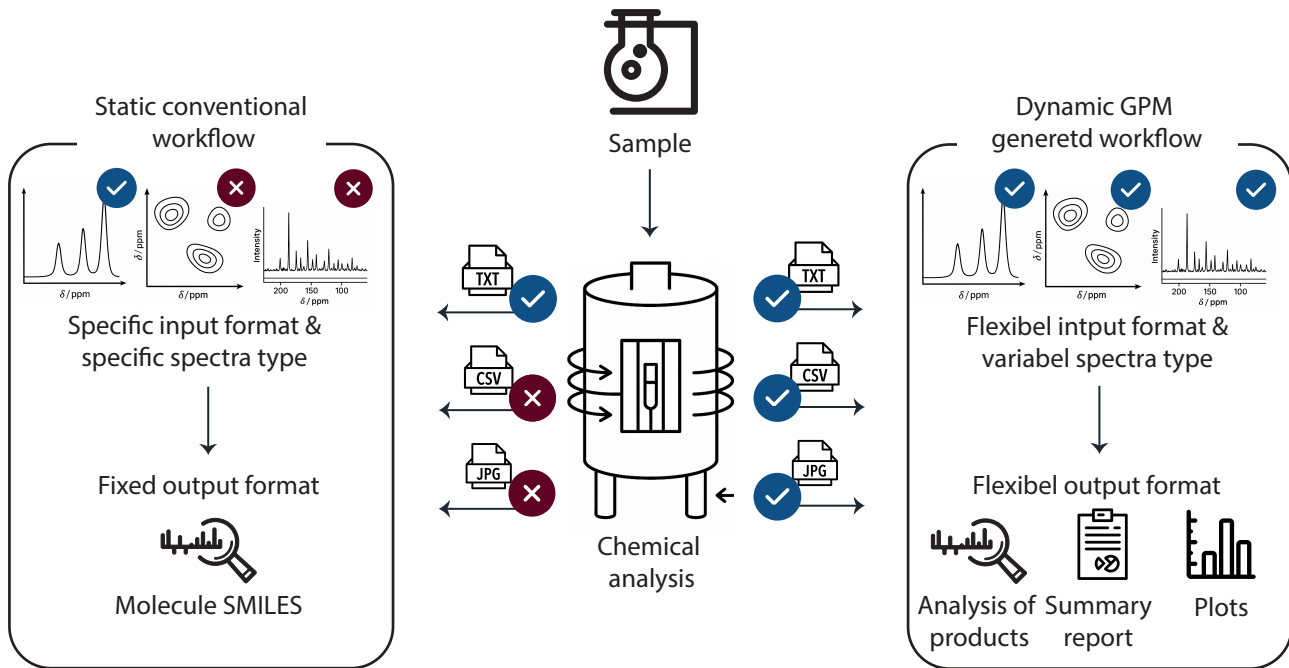 Sample
Static conventional
workflow
δ / ppm
δ / ppm
δ / ppm
Intensity
200
150
100
δ / ppm
Specific input format &
specific spectra type
Fixed output format
Molecule SMILES
TXT
CSV
JPG
Chemical
analysis
TXT
CSV
JPG
Dynamic GPM
generetd workflow
δ / ppm
δ / ppm
δ / ppm
Intensity
200
150
100
δ / ppm
Flexibel intput format &
variabel spectra type
Flexibel output format
Analysis of
products
Summary
report
Plots